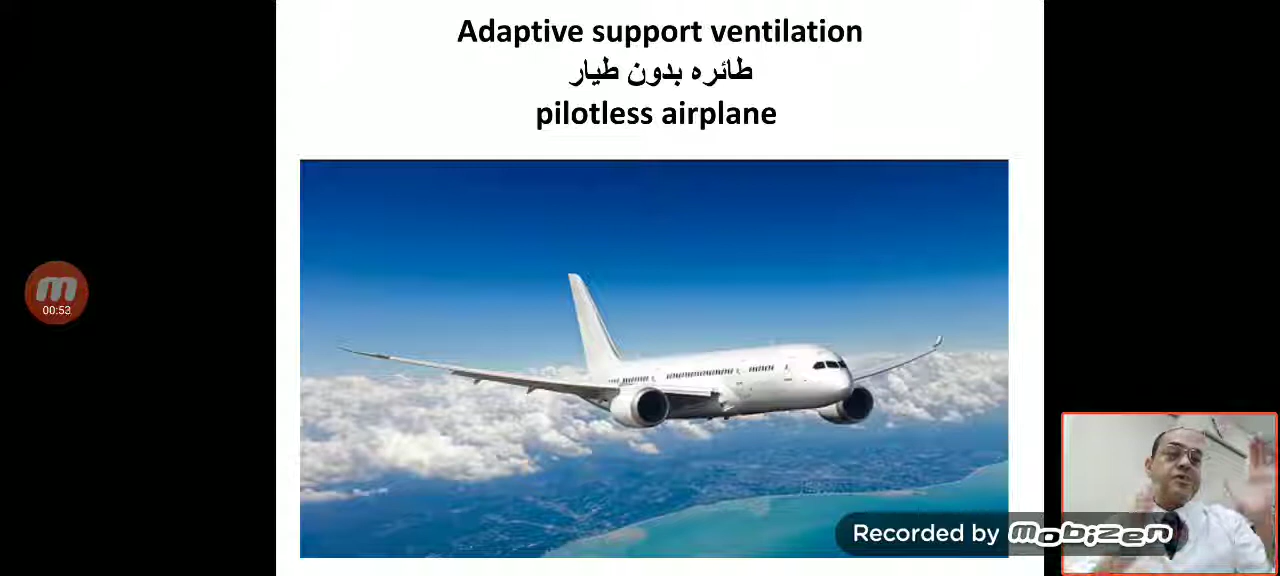 Adaptive support ventilation
طائره بدون طيار
pilotless airplane
00:53
Recorded by mobizen